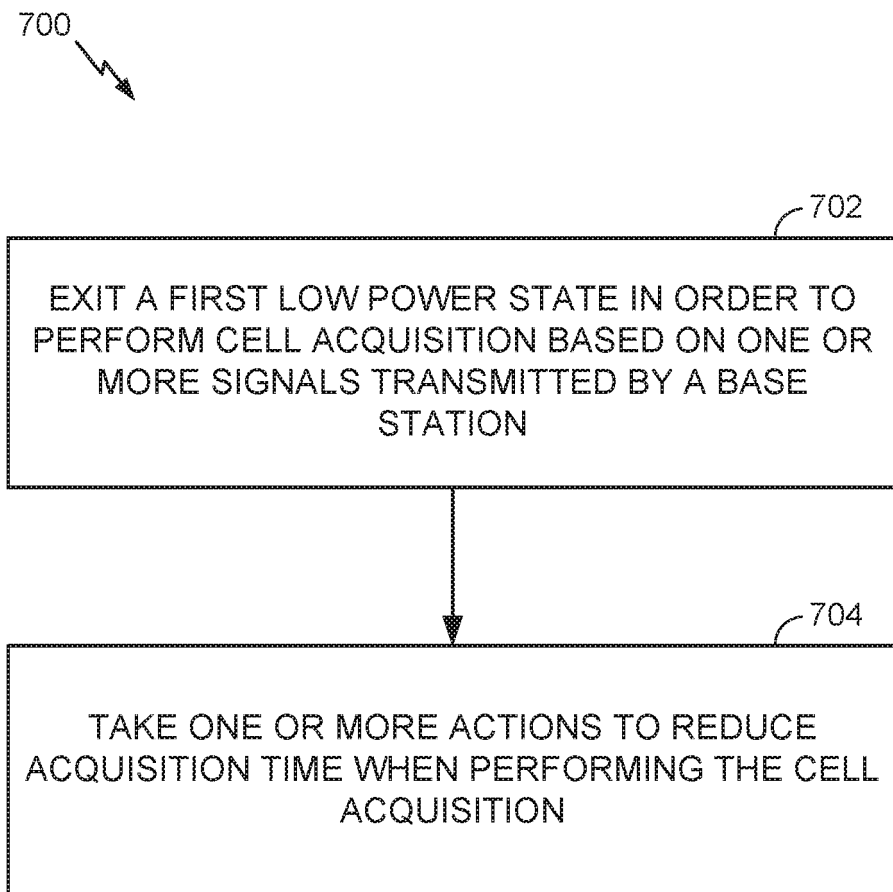 700
702
EXIT A FIRST LOW POWER STATE IN ORDER TO
PERFORM CELL ACQUISITION BASED ON ONE OR
MORE SIGNALS TRANSMITTED BY A BASE
STATION
704
TAKE ONE OR MORE ACTIONS TO REDUCE
ACQUISITION TIME WHEN PERFORMING THE CELL
ACQUISITION